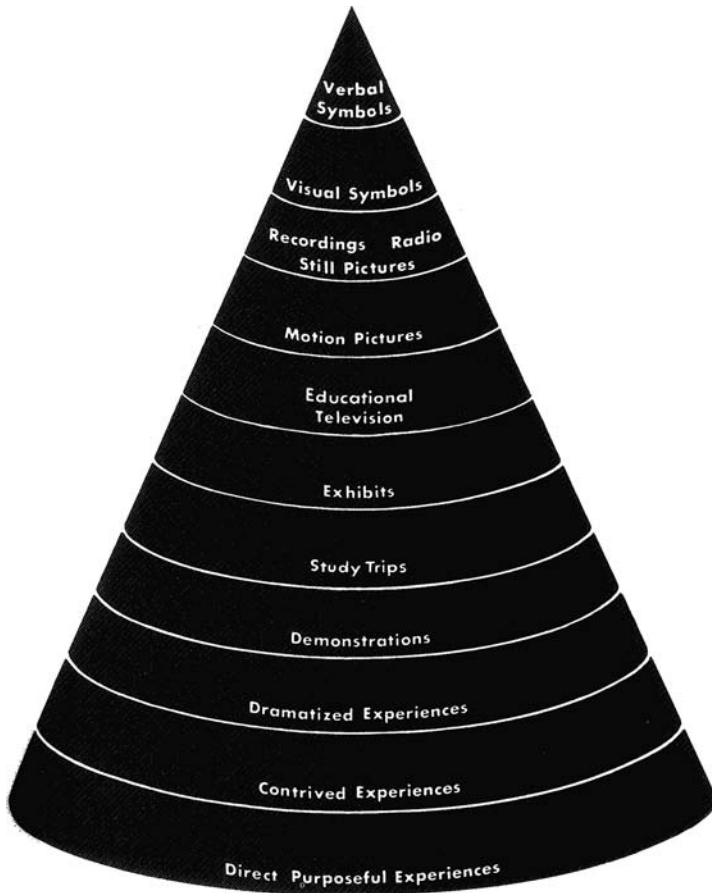 Verbal
Symbols
Visual Symbols
Recordings Radio
Still Pictures
Motion Pictures
Educational
Television
Exhibits
Study Trips
Demonstrations
Dramatized Experiences
Contrived Experiences
Direct Purposeful Experiences